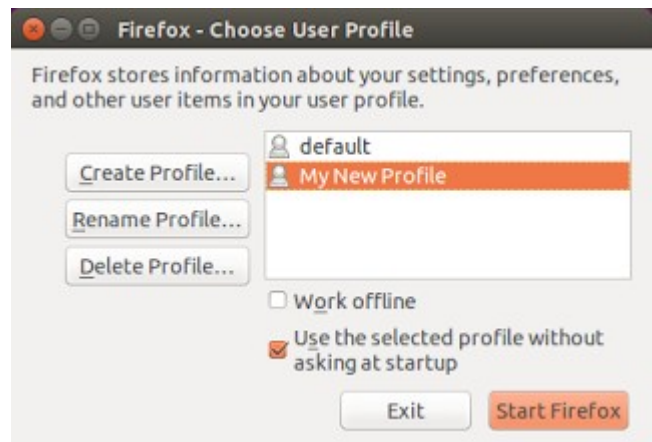 Firefox - Choose User Profile
Firefox stores information about your settings, preferences,
and other user items in your user profile.
default
Create Profile...
My New Profile
Rename Profile...
Delete Profile...
Work offline
Use the selected profile without
asking at startup
Exit
Start Firefox